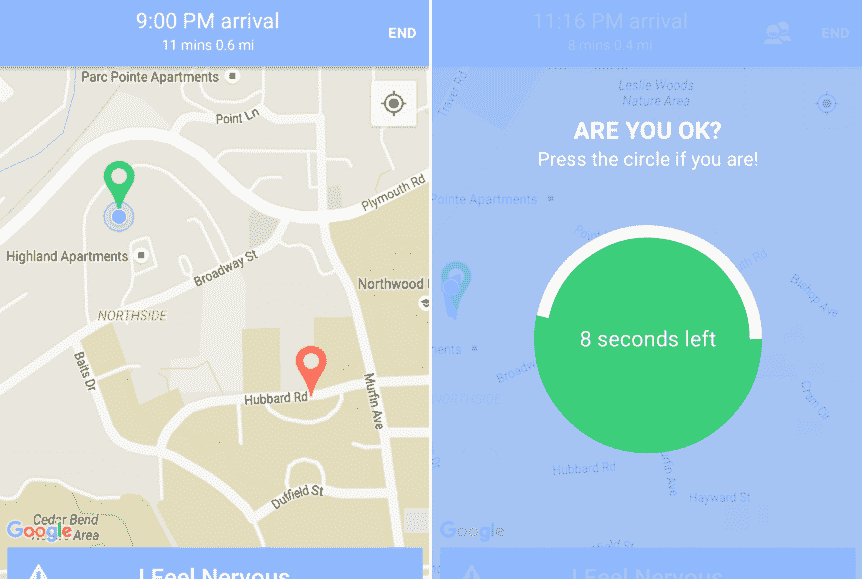 9:00 PM arrival
11 mins 0.6 mi
END
Parc Pointe Apartments
Point Ln
Plymouth Rd
Highland Apartments
Broadway St
Northwood
NORTHSIDE
Baits Dr
Hubbard Rd
Murfin Ave
Duffield St
Cedar Bend
Nature Area
Google
I Feel Nervous
11:16 PM arrival
8 mins 0.4 mi
END
Leslie Woods
Nature Area
ARE YOU OK?
Press the circle if you are!
Pointe Apartments
8 seconds left
NORTHSIDE
Hubbard Rd
Hayward St
Google
I Feel Nervous